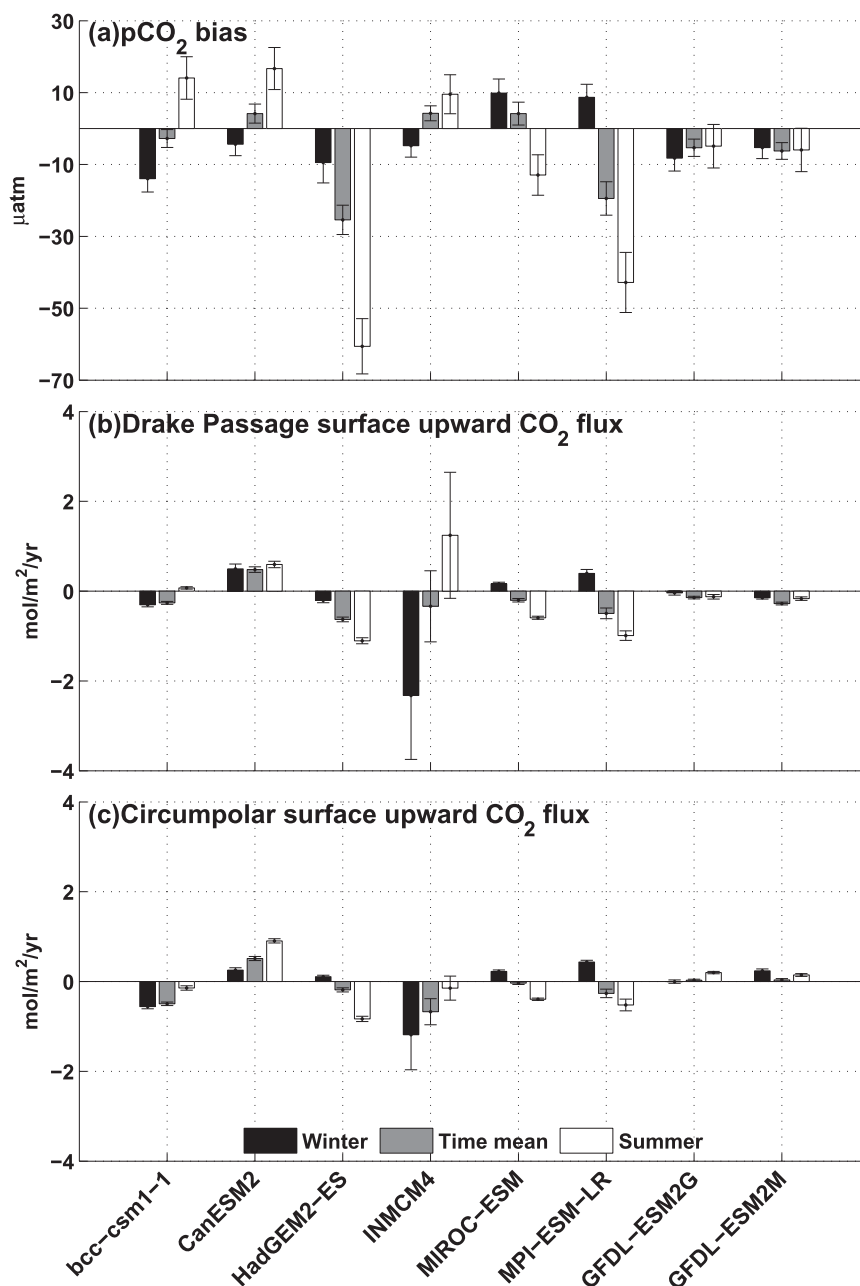 (a)pCO2 bias
30
10
−10
−30
−50
−70
μatm
(b)Drake Passage surface upward CO2 flux
4
2
0
−2
−4
mol/m2/yr
(c)Circumpolar surface upward CO2 flux
4
2
0
−2
−4
mol/m2/yr
Winter Time mean Summer
bcc−csm1−1
CanESM2
HadGEM2−ES
INMCM4
MIROC−ESM
MPI−ESM−LR
GFDL−ESM2G
GFDL−ESM2M